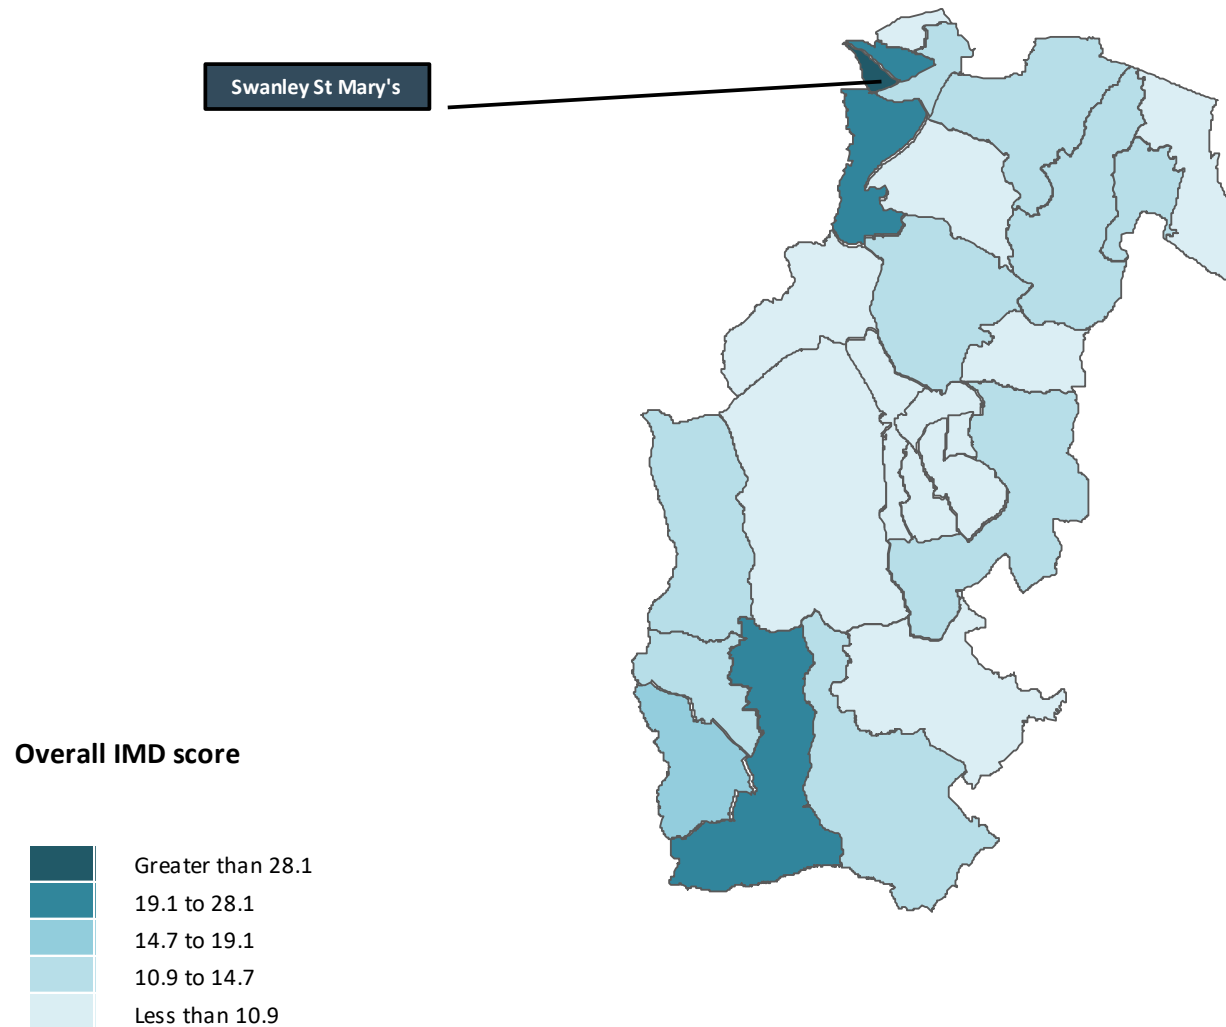 Swanley St Mary's
Overall IMD score
Greater than 28.1
19.1 to 28.1
14.7 to 19.1
10.9 to 14.7
Less than 10.9